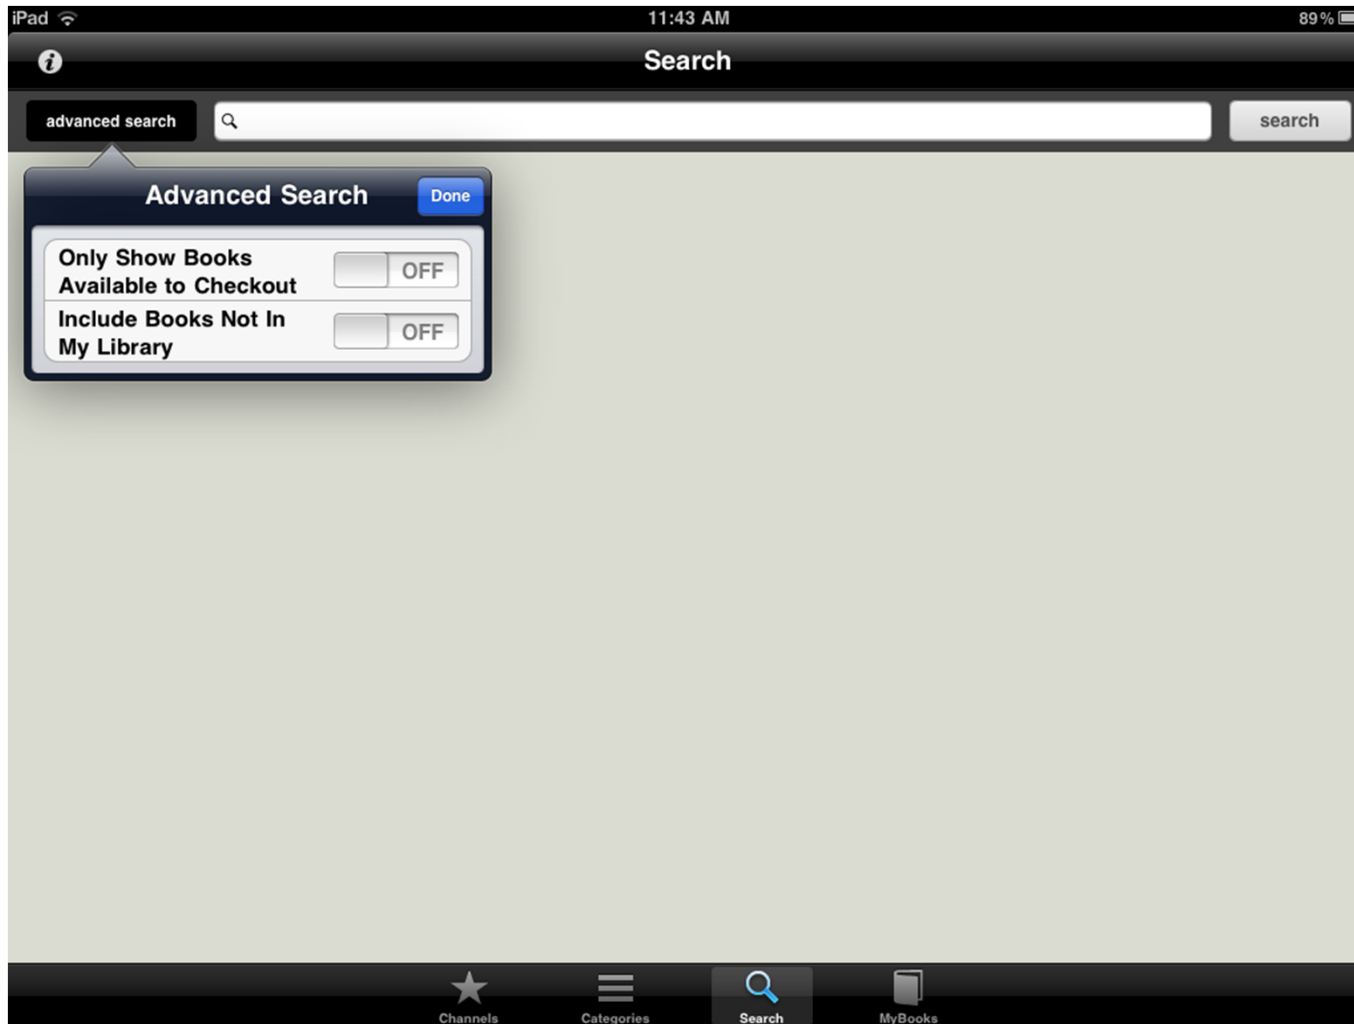 iPad
11:43 AM
89%
Search
advanced search
search
Advanced Search
Done
Only Show Books
Available to Checkout
OFF
Include Books Not In
My Library
OFF
Channels
Categories
Search
MyBooks